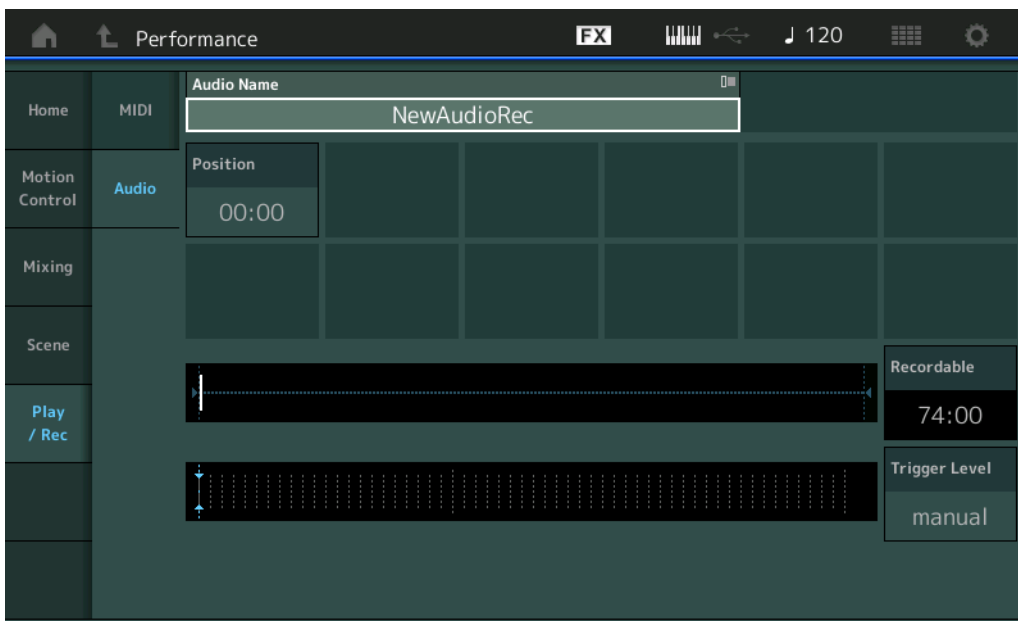 Performance
FX
♩ 120
Home
Motion
Control
Mixing
Scene
Play
/ Rec
MIDI
Audio
Audio Name
NewAudioRec
Position
00:00
Recordable
74:00
Trigger Level
manual